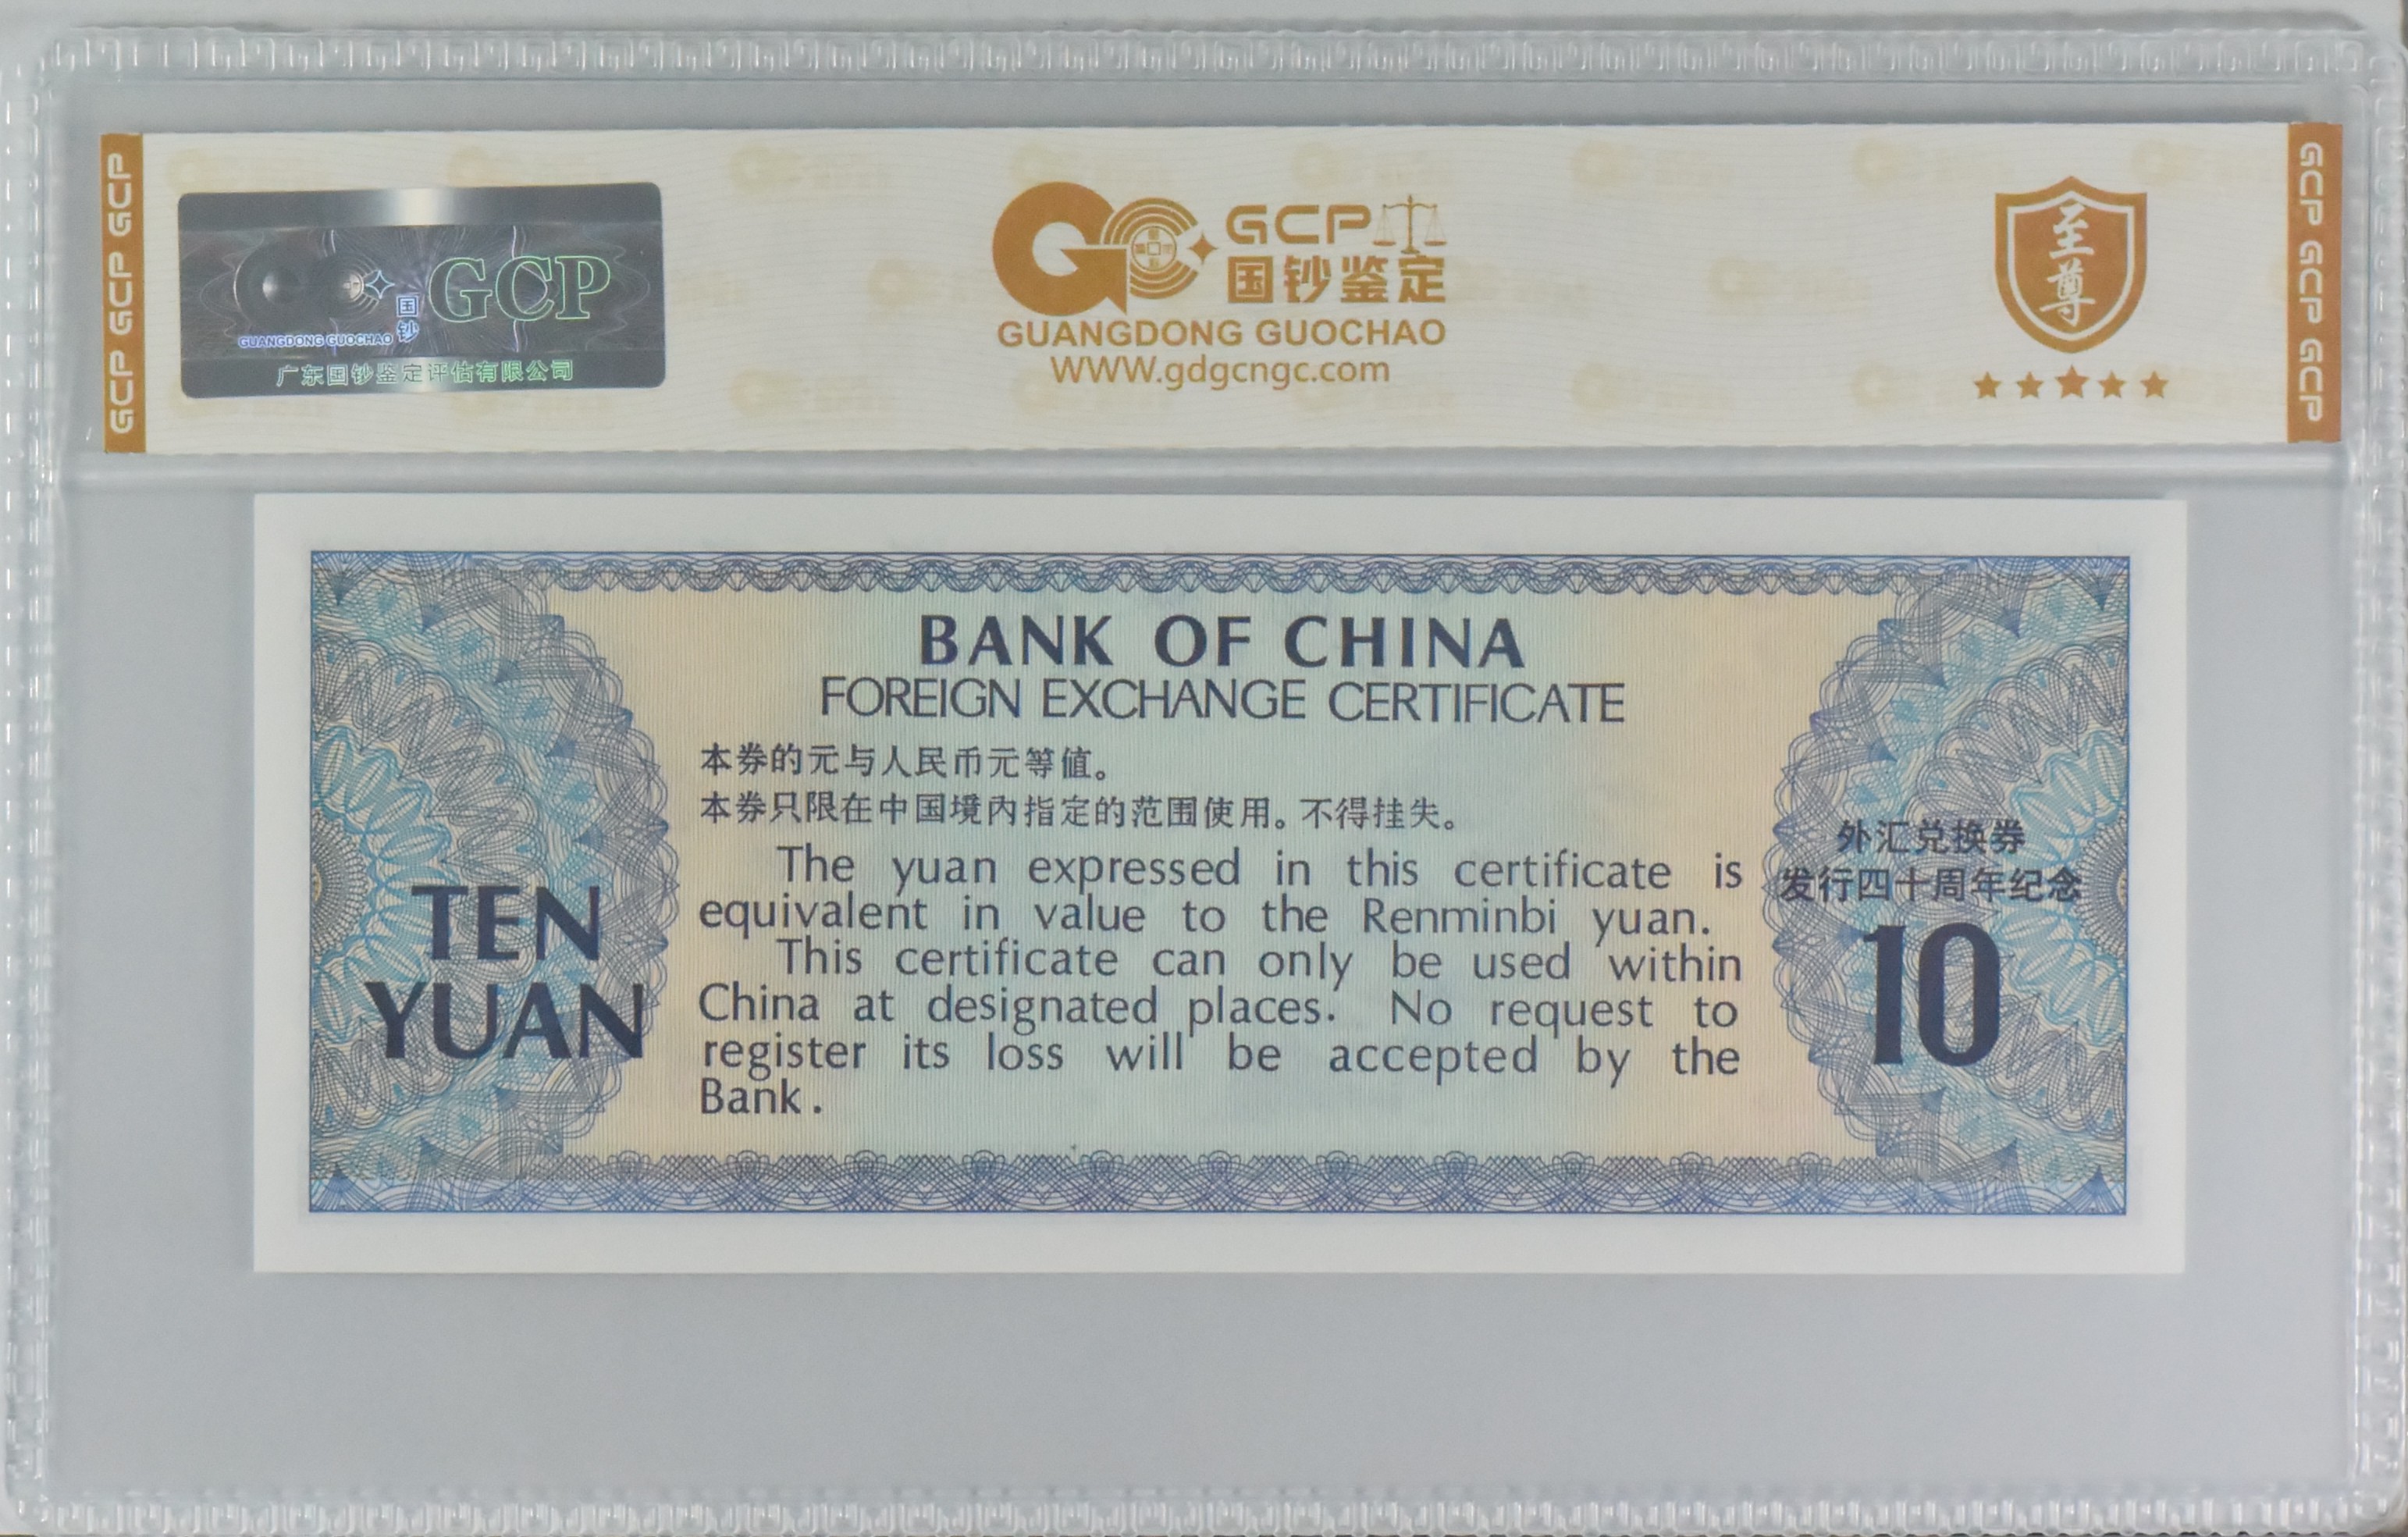 GCP GCP GCP
GCP
国钞
GUANGDONG GUOCHAO
广东国钞鉴定评估有限公司
GCP
国钞鉴定
GUANGDONG GUOCHAO
WWW.gdgcngc.com
至尊
GCP GCP GCP
BANK OF CHINA
FOREIGN EXCHANGE CERTIFICATE
本券的元与人民币元等值。
本券只限在中国境内指定的范围使用。不得挂失。
The yuan expressed in this certificate is
equivalent in value to the Renminbi yuan.
This certificate can only be used within
China at designated places. No request to
register its loss will be accepted by the
Bank.
TEN
YUAN
外汇兑换券
发行四十周年纪念
10